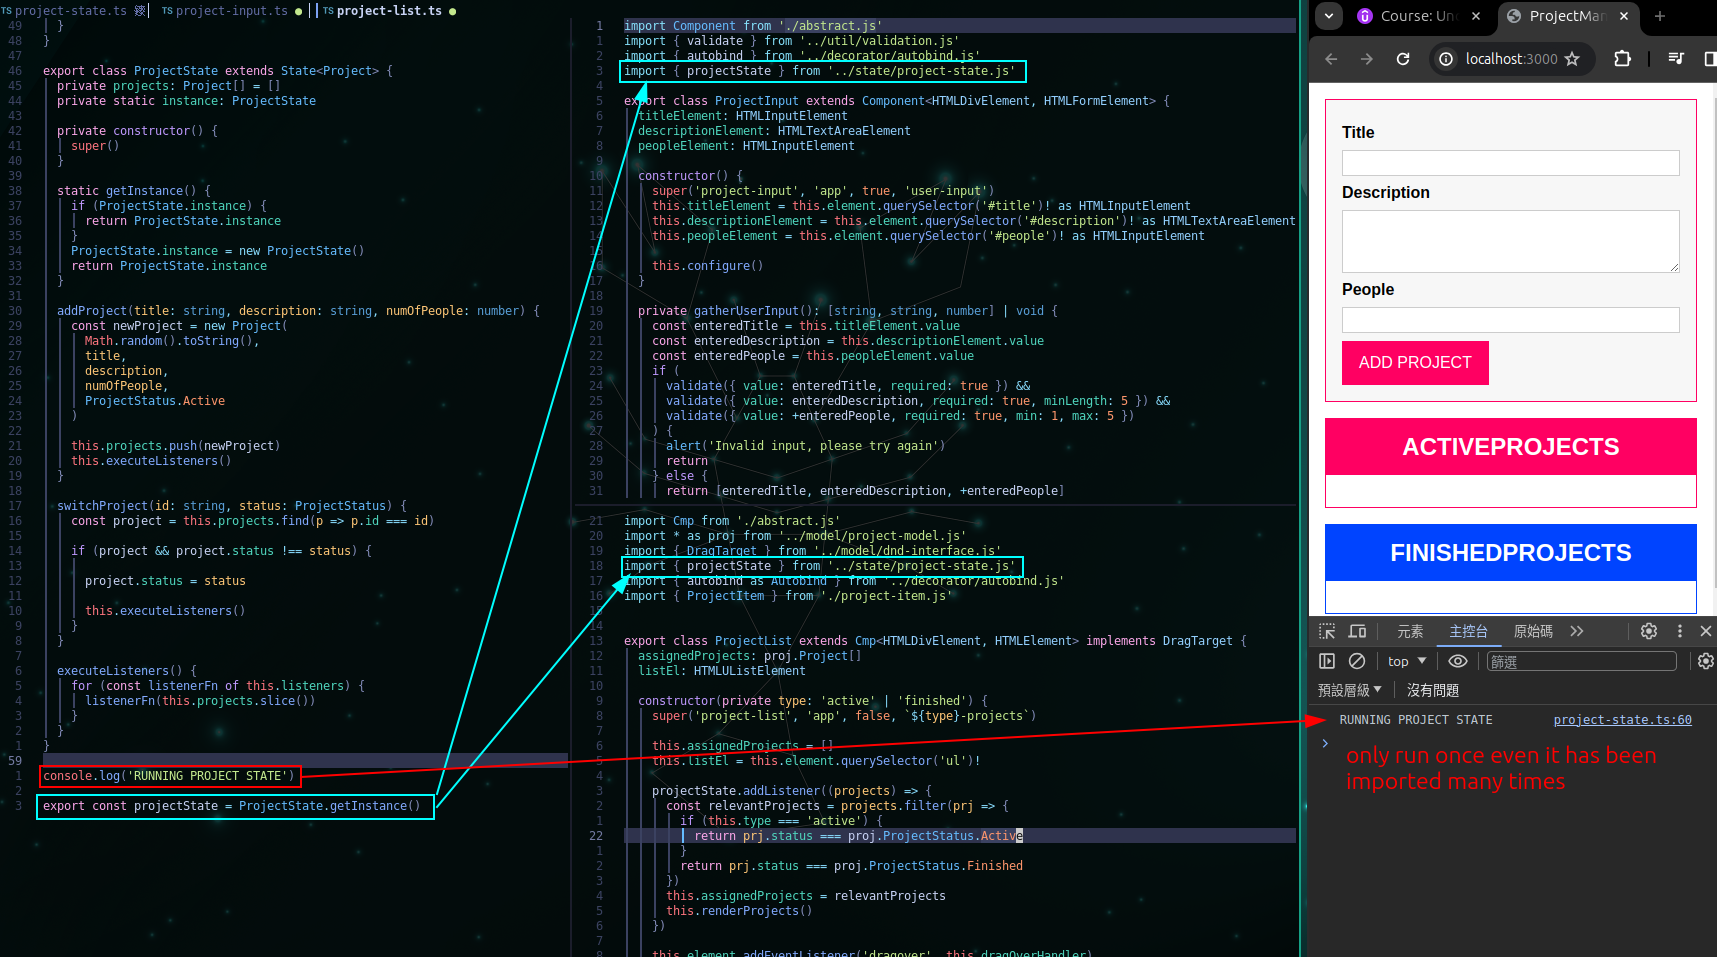 TS project-state.ts
TS project-input.ts ●
TS project-list.ts ●
49 }
48 }
47
46 export class ProjectState extends State<Project> {
45 private projects: Project[] = []
44 private static instance: ProjectState
43
42 private constructor() {
41 super()
40 }
39
38 static getInstance() {
37 if (ProjectState.instance) {
36 return ProjectState.instance
35 }
34 ProjectState.instance = new ProjectState()
33 return ProjectState.instance
32 }
31
30 addProject(title: string, description: string, numOfPeople: number) {
29 const newProject = new Project(
28 Math.random().toString(),
27 title,
26 description,
25 numOfPeople,
24 ProjectStatus.Active
23 )
22
21 this.projects.push(newProject)
20 this.executeListeners()
19 }
18
17 switchProject(id: string, status: ProjectStatus) {
16 const project = this.projects.find(p => p.id === id)
15
14 if (project && project.status !== status) {
13
12 project.status = status
11
10 this.executeListeners()
9 }
8 }
7
6 executeListeners() {
5 for (const listenerFn of this.listeners) {
4 listenerFn(this.projects.slice())
3 }
2 }
1 }
59
1 console.log('RUNNING PROJECT STATE')
2
3 export const projectState = ProjectState.getInstance()
1 import Component from './abstract.js'
1 import { validate } from '../util/validation.js'
2 import { autobind } from '../decorator/autobind.js'
3 import { projectState } from '../state/project-state.js'
4
5 export class ProjectInput extends Component<HTMLDivElement, HTMLFormElement> {
6 titleElement: HTMLInputElement
7 descriptionElement: HTMLTextAreaElement
8 peopleElement: HTMLInputElement
9
10 constructor() {
11 super('project-input', 'app', true, 'user-input')
12 this.titleElement = this.element.querySelector('#title')! as HTMLInputElement
13 this.descriptionElement = this.element.querySelector('#description')! as HTMLTextAreaElement
14 this.peopleElement = this.element.querySelector('#people')! as HTMLInputElement
15
16 this.configure()
17 }
18
19 private gatherUserInput(): [string, string, number] | void {
20 const enteredTitle = this.titleElement.value
21 const enteredDescription = this.descriptionElement.value
22 const enteredPeople = this.peopleElement.value
23 if (
24 validate({ value: enteredTitle, required: true }) &&
25 validate({ value: enteredDescription, required: true, minLength: 5 }) &&
26 validate({ value: +enteredPeople, required: true, min: 1, max: 5 })
27 ) {
28 alert('Invalid input, please try again')
29 return
30 } else {
31 return [enteredTitle, enteredDescription, +enteredPeople]
21 import Cmp from './abstract.js'
20 import * as proj from '../model/project-model.js'
19 import { DragTarget } from '../model/dnd-interface.js'
18 import { projectState } from '../state/project-state.js'
17 import { autobind as Autobind } from '../decorator/autobind.js'
16 import { ProjectItem } from './project-item.js'
15
14
13 export class ProjectList extends Cmp<HTMLDivElement, HTMLElement> implements DragTarget {
12 assignedProjects: proj.Project[]
11 listEl: HTMLUListElement
10
9 constructor(private type: 'active' | 'finished') {
8 super('project-list', 'app', false, `${type}-projects`)
7
6 this.assignedProjects = []
5 this.listEl = this.element.querySelector('ul')!
4
3 projectState.addListener((projects) => {
2 const relevantProjects = projects.filter(prj => {
1 if (this.type === 'active') {
22 return prj.status === proj.ProjectStatus.Active
1 }
2 return prj.status === proj.ProjectStatus.Finished
3 })
4 this.assignedProjects = relevantProjects
5 this.renderProjects()
6 })
7
8 this.element.addEventListener('dragover', this.dragOverHandler)
Course: Un
ProjectMan
localhost:3000
Title
Description
People
ADD PROJECT
ACTIVEPROJECTS
FINISHEDPROJECTS
元素
主控台
原始碼
top
篩選
預設層級
沒有問題
RUNNING PROJECT STATE project-state.ts:60
only run once even it has been
imported many times